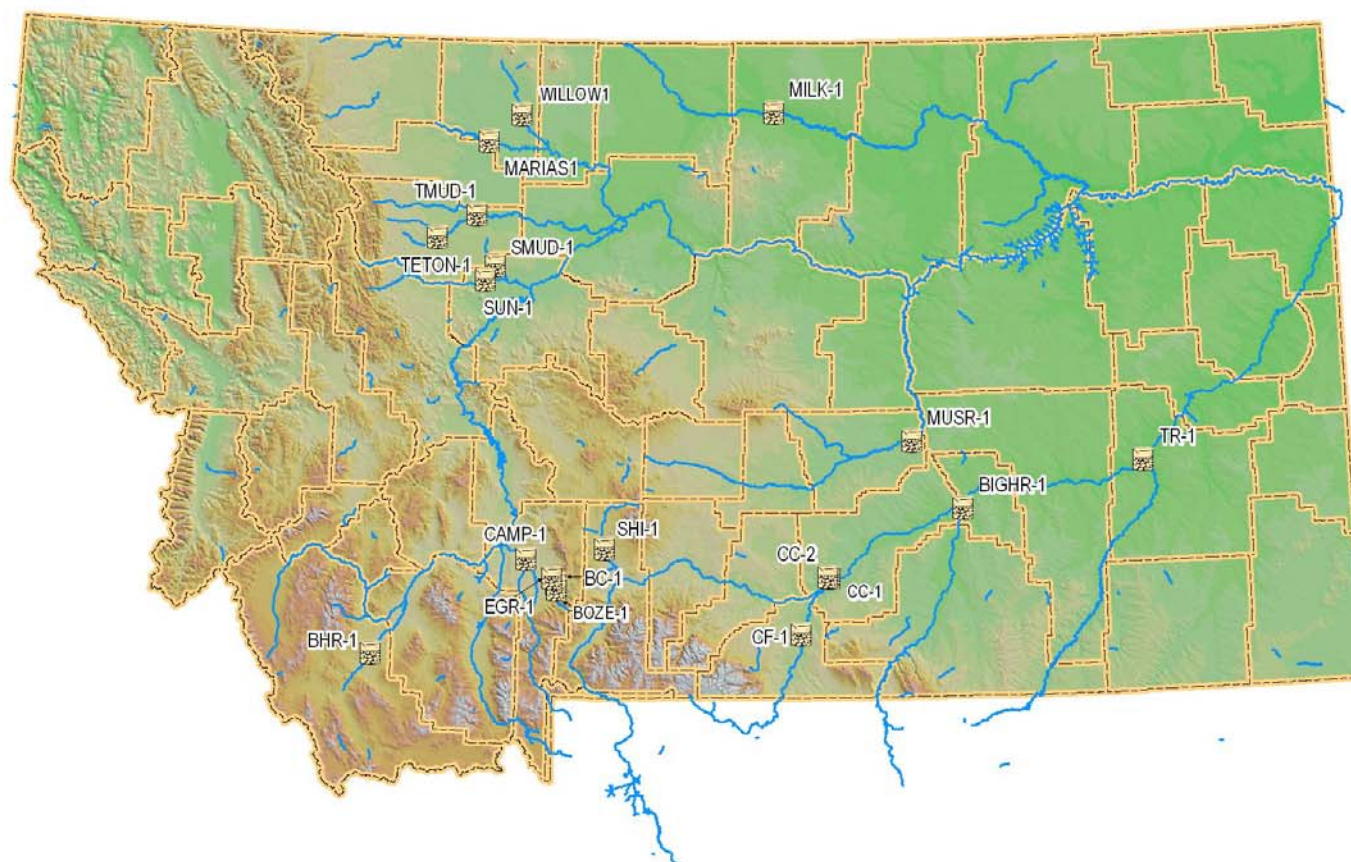 WILLOW1
MILK-1
MARIAS1
TMUD-1
SMUD-1
TETON-1
SUN-1
MUSR-1
TR-1
BIGHR-1
CAMP-1
SHI-1
CC-2
BC-1
CC-1
EGR-1
BOZE-1
CF-1
BHR-1